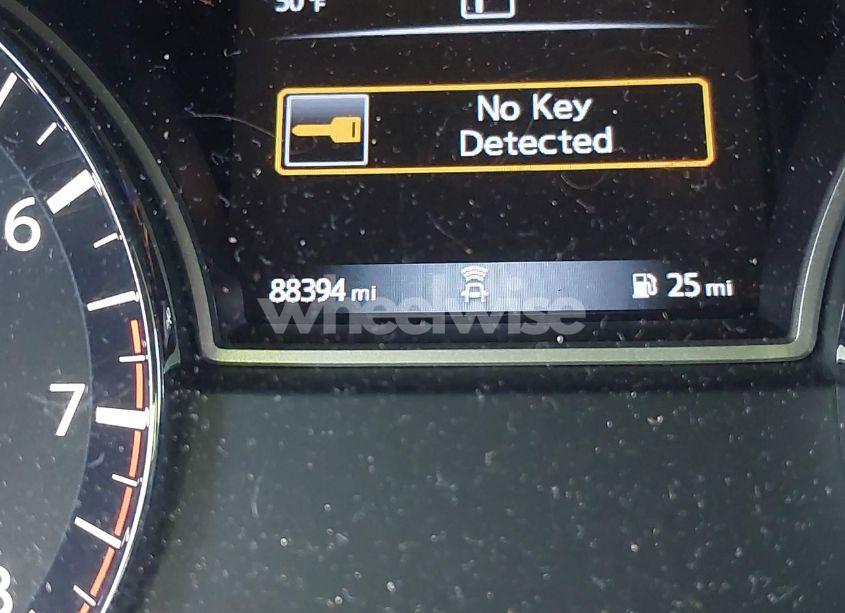 No Key
Detected
6
88394 mi
25 mi
wheelwise
7